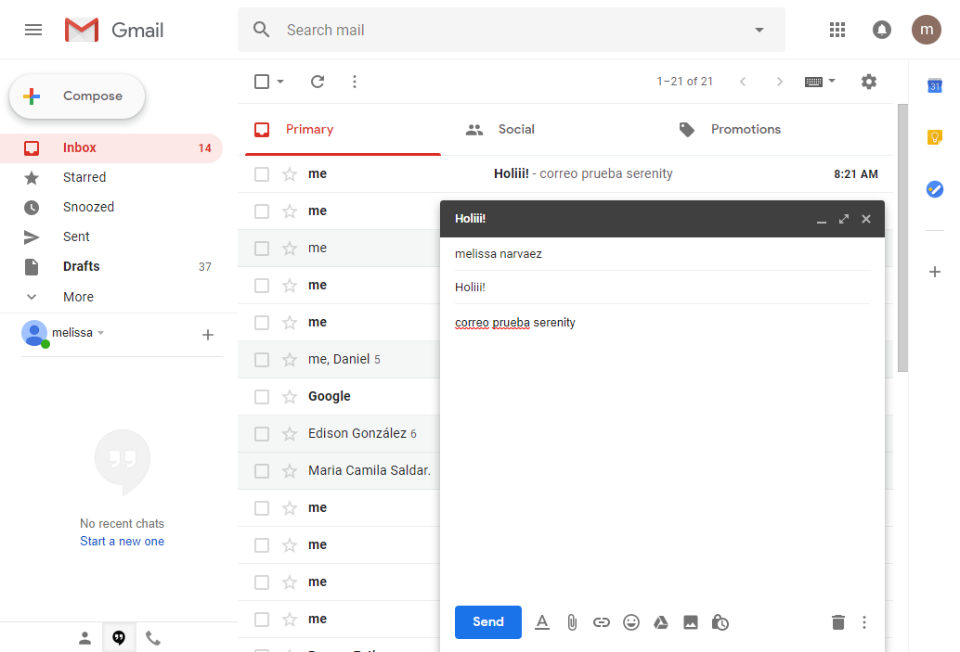 Gmail
Search mail
m
Compose
1–21 of 21
31
Primary
Social
Promotions
Inbox 14
Starred
Snoozed
Sent
Drafts 37
More
melissa
No recent chats
Start a new one
me Holiii! - correo prueba serenity 8:21 AM
me
me
me
me
me, Daniel 5
Google
Edison González 6
Maria Camila Saldar.
me
me
me
me
Holiii!
melissa narvaez
Holiii!
correo prueba serenity
Send